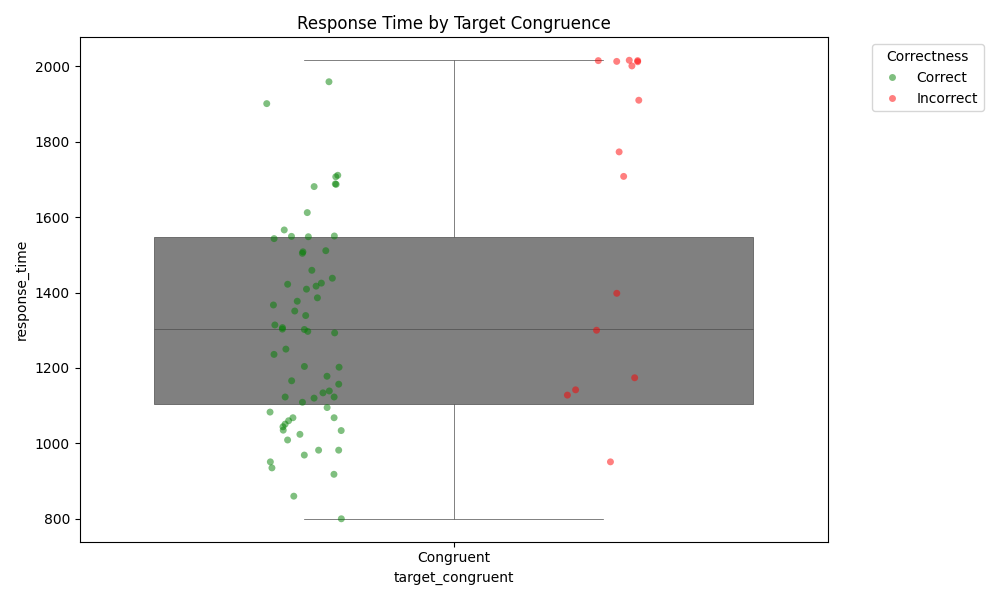 Response Time by Target Congruence
Correctness
Correct
Incorrect
2000
1800
1600
1400
1200
1000
800
response_time
Congruent
target_congruent